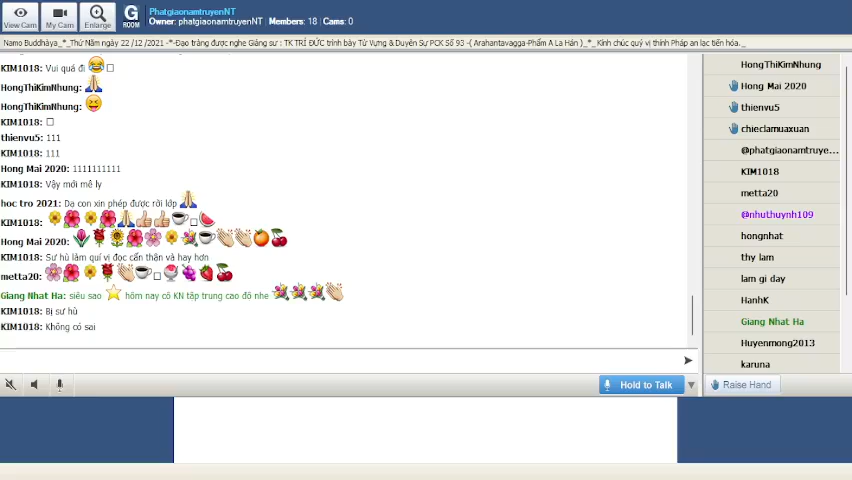 View Cam
My Cam
Enlarge
G
ROOM
PhatgiaonamtruyenNT
Owner: phatgiaonamtruyenNT | Members: 18 | Cams: 0
Namo Buddhàya_*_Thứ Năm ngày 22 /12 /2021 -*-Đạo tràng được nghe Giảng sư : TK TRÍ ĐỨC trình bày Từ Vựng & Duyên Sự PCK Số 93 -( Arahantavagga-Phẩm A La Hán )_*_ Kính chúc quý vị thính Pháp an lạc tiến hóa._
KIM1018: Vui quá đi
HongThiKimNhung:
HongThiKimNhung:
KIM1018:
thienvu5: 111
KIM1018: 111
Hong Mai 2020: 1111111111
KIM1018: Vậy mới mê ly
hoc tro 2021: Dạ con xin phép được rời lớp
KIM1018:
Hong Mai 2020:
KIM1018: Sư hù làm quí vị đọc cẩn thận và hay hơn
metta20:
Giang Nhat Ha: siêu sao hôm nay cô KN tập trung cao độ nhe
KIM1018: Bị sư hù
KIM1018: Không có sai
Hold to Talk
HongThiKimNhung
Hong Mai 2020
thienvu5
chieclamuaxuan
@phatgiaonamtruye...
KIM1018
metta20
@nhuthuynh109
hongnhat
thy lam
lam gi day
HanhK
Giang Nhat Ha
Huyenmong2013
karuna
Raise Hand